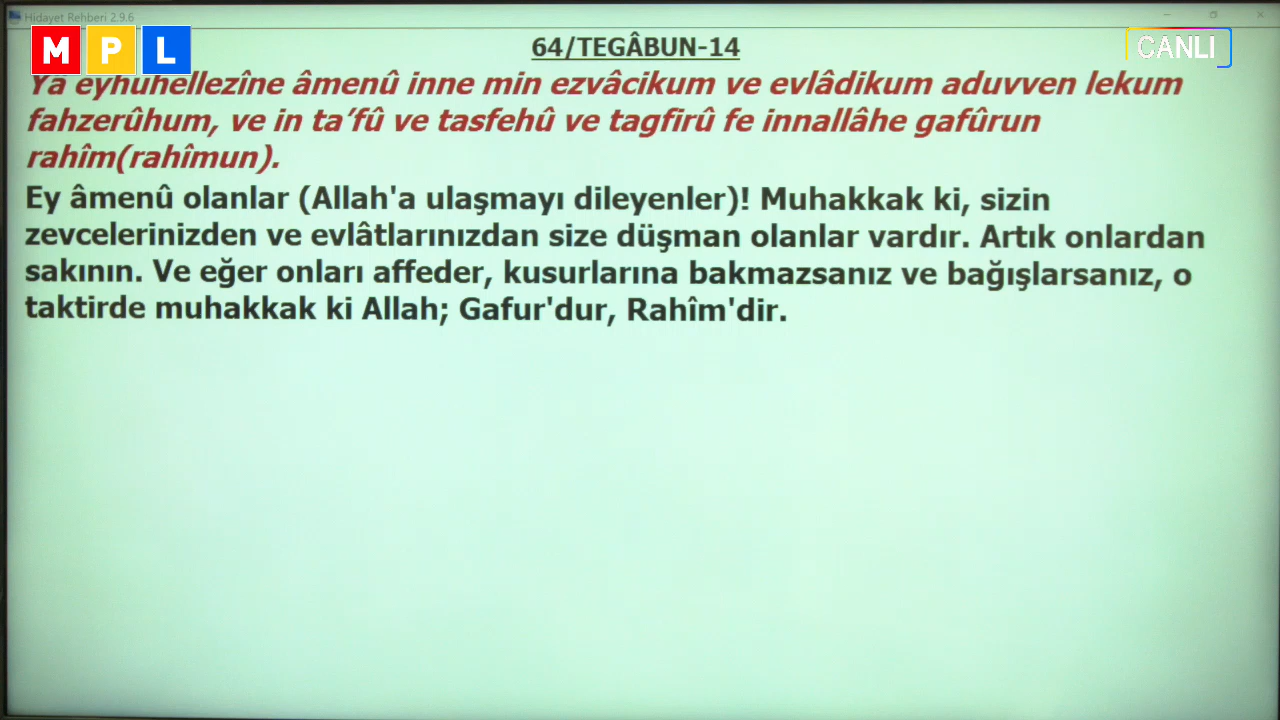 Hidayet Rehberi 2.9.6
MPL
CANLI
64/TEGÂBUN-14
Yâ eyhuhellezîne âmenû inne min ezvâcikum ve evlâdikum aduvven lekum
fahzerûhum, ve in ta’fû ve tasfehû ve tagfirû fe innallâhe gafûrun
rahîm(rahîmun).
Ey âmenû olanlar (Allah'a ulaşmayı dileyenler)! Muhakkak ki, sizin
zevcelerinizden ve evlâtlarınızdan size düşman olanlar vardır. Artık onlardan
sakının. Ve eğer onları affeder, kusurlarına bakmazsanız ve bağışlarsanız, o
taktirde muhakkak ki Allah; Gafur'dur, Rahîm'dir.